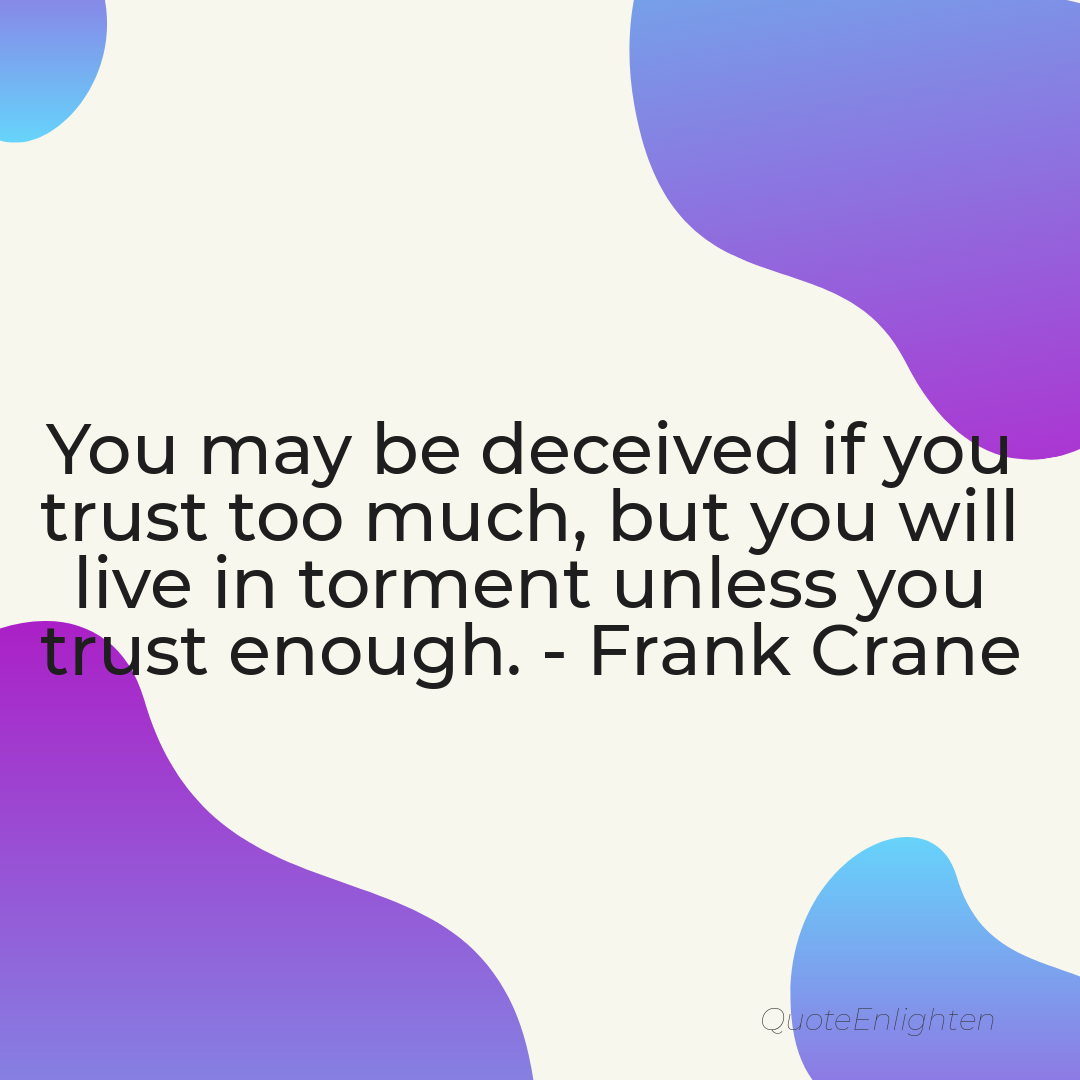 You may be deceived if you
trust too much, but you will
live in torment unless you
trust enough. - Frank Crane
QuoteEnlighten